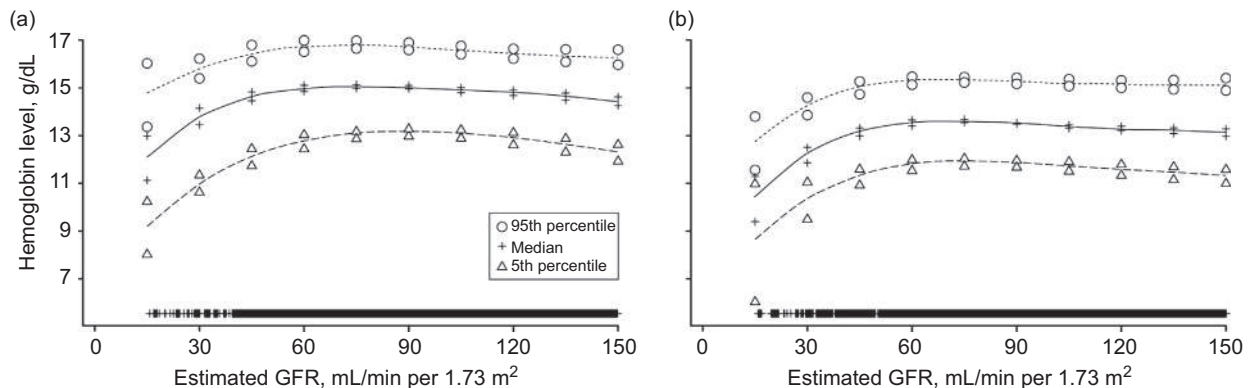 (a)
17
15
13
11
9
7
Hemoglobin level, g/dL
95th percentile
Median
5th percentile
0 30 60 90 120 150
Estimated GFR, mL/min per 1.73 m²
(b)
0 30 60 90 120 150
Estimated GFR, mL/min per 1.73 m²